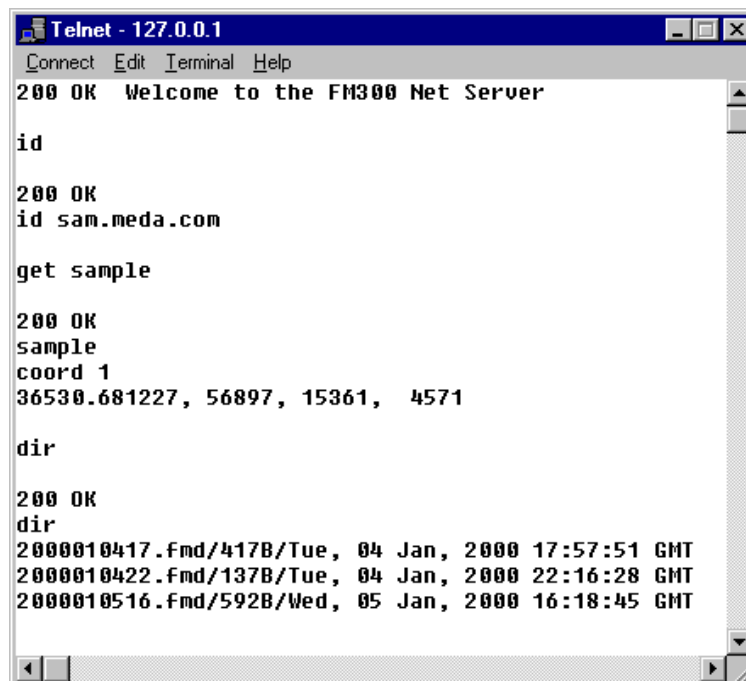 Telnet - 127.0.0.1
Connect Edit Terminal Help
200 OK  Welcome to the FM300 Net Server
id
200 OK
id sam.meda.com
get sample
200 OK
sample
coord 1
36530.681227, 56897, 15361,  4571
dir
200 OK
dir
2000010417.fmd/417B/Tue, 04 Jan, 2000 17:57:51 GMT
2000010422.fmd/137B/Tue, 04 Jan, 2000 22:16:28 GMT
2000010516.fmd/592B/Wed, 05 Jan, 2000 16:18:45 GMT